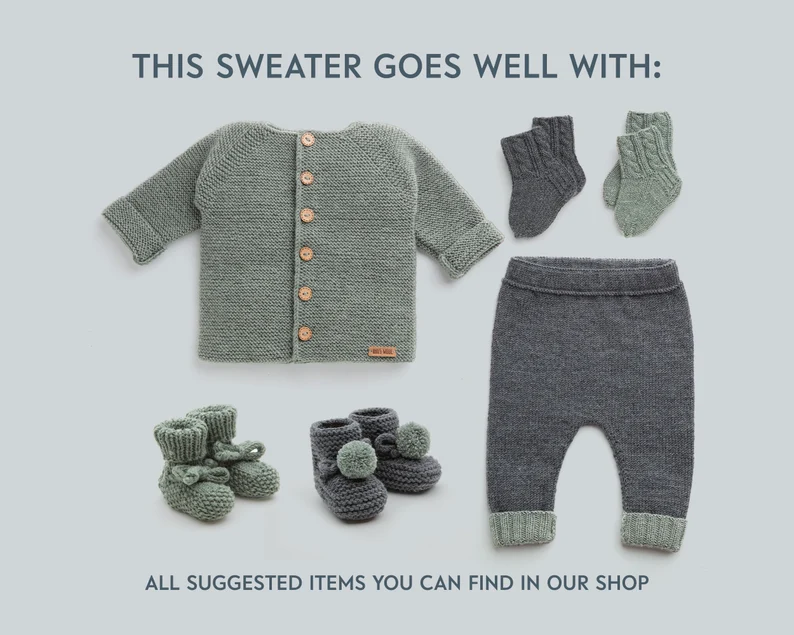 THIS SWEATER GOES WELL WITH:
ALL SUGGESTED ITEMS YOU CAN FIND IN OUR SHOP